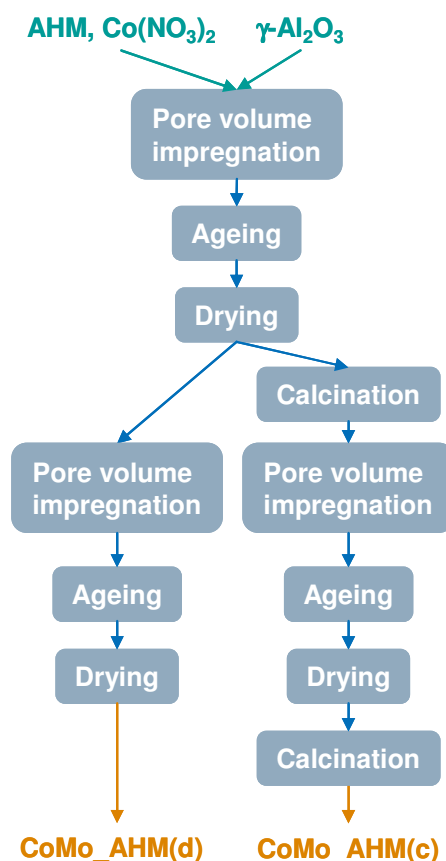 AHM, Co(NO₃)₂
γ-Al₂O₃
Pore volume
impregnation
Ageing
Drying
Calcination
Pore volume
impregnation
Pore volume
impregnation
Ageing
Ageing
Drying
Drying
Calcination
CoMo_AHM(d)
CoMo_AHM(c)